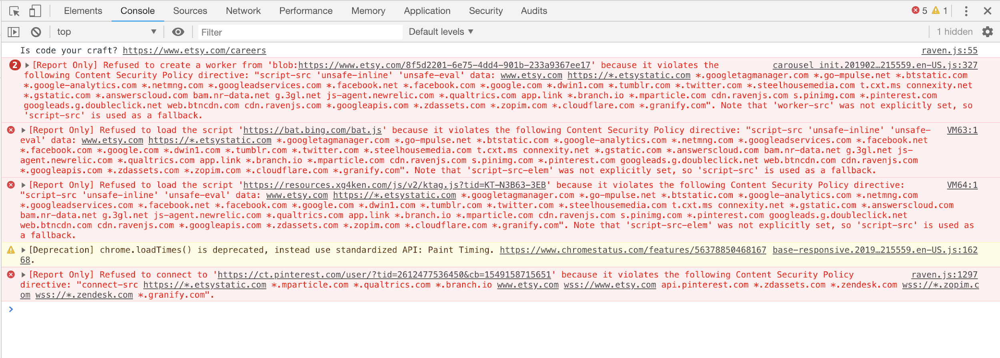 Elements Console Sources Network Performance Memory Application Security Audits 5 1
top Filter Default levels 1 hidden
Is code your craft? https://www.etsy.com/careers raven.js:55
2 [Report Only] Refused to create a worker from 'blob:https://www.etsy.com/8f5d2201-6e75-4dd4-901b-233a9367ee17' because it violates the carousel_init.201902…215559.en-US.js:327
following Content Security Policy directive: "script-src 'unsafe-inline' 'unsafe-eval' data: www.etsy.com https://*.etsystatic.com *.googletagmanager.com *.go-mpulse.net *.btstatic.com
*.google-analytics.com *.netmng.com *.googleadservices.com *.facebook.net *.facebook.com *.google.com *.dwin1.com *.tumblr.com *.twitter.com *.steelhousemedia.com t.cxt.ms connexity.net
*.gstatic.com *.answerscloud.com bam.nr-data.net g.3gl.net js-agent.newrelic.com *.qualtrics.com app.link *.branch.io *.mparticle.com cdn.ravenjs.com s.pinimg.com *.pinterest.com
googleads.g.doubleclick.net web.btncdn.com cdn.ravenjs.com *.googleapis.com *.zdassets.com *.zopim.com *.cloudflare.com *.granify.com". Note that 'worker-src' was not explicitly set, so
'script-src' is used as a fallback.
[Report Only] Refused to load the script 'https://bat.bing.com/bat.js' because it violates the following Content Security Policy directive: "script-src 'unsafe-inline' 'unsafe- VM63:1
eval' data: www.etsy.com https://*.etsystatic.com *.googletagmanager.com *.go-mpulse.net *.btstatic.com *.google-analytics.com *.netmng.com *.googleadservices.com *.facebook.net
*.facebook.com *.google.com *.dwin1.com *.tumblr.com *.twitter.com *.steelhousemedia.com t.cxt.ms connexity.net *.gstatic.com *.answerscloud.com bam.nr-data.net g.3gl.net js-
agent.newrelic.com *.qualtrics.com app.link *.branch.io *.mparticle.com cdn.ravenjs.com s.pinimg.com *.pinterest.com googleads.g.doubleclick.net web.btncdn.com cdn.ravenjs.com
*.googleapis.com *.zdassets.com *.zopim.com *.cloudflare.com *.granify.com". Note that 'script-src-elem' was not explicitly set, so 'script-src' is used as a fallback.
[Report Only] Refused to load the script 'https://resources.xg4ken.com/js/v2/ktag.js?tid=KT-N3B63-3EB' because it violates the following Content Security Policy directive: VM64:1
"script-src 'unsafe-inline' 'unsafe-eval' data: www.etsy.com https://*.etsystatic.com *.googletagmanager.com *.go-mpulse.net *.btstatic.com *.google-analytics.com *.netmng.com
*.googleadservices.com *.facebook.net *.facebook.com *.google.com *.dwin1.com *.tumblr.com *.twitter.com *.steelhousemedia.com t.cxt.ms connexity.net *.gstatic.com *.answerscloud.com
bam.nr-data.net g.3gl.net js-agent.newrelic.com *.qualtrics.com app.link *.branch.io *.mparticle.com cdn.ravenjs.com s.pinimg.com *.pinterest.com googleads.g.doubleclick.net
web.btncdn.com cdn.ravenjs.com *.googleapis.com *.zdassets.com *.zopim.com *.cloudflare.com *.granify.com". Note that 'script-src-elem' was not explicitly set, so 'script-src' is used as
a fallback.
[Deprecation] chrome.loadTimes() is deprecated, instead use standardized API: Paint Timing. https://www.chromestatus.com/features/56378850468167 base-responsive.2019…215559.en-US.js:162
68.
[Report Only] Refused to connect to 'https://ct.pinterest.com/user/?tid=2612477536450&cb=1549158715651' because it violates the following Content Security Policy raven.js:1297
directive: "connect-src https://*.etsystatic.com *.mparticle.com *.qualtrics.com *.branch.io www.etsy.com wss://www.etsy.com api.pinterest.com *.zdassets.com *.zendesk.com wss://*.zopim.c
om wss://*.zendesk.com *.granify.com".